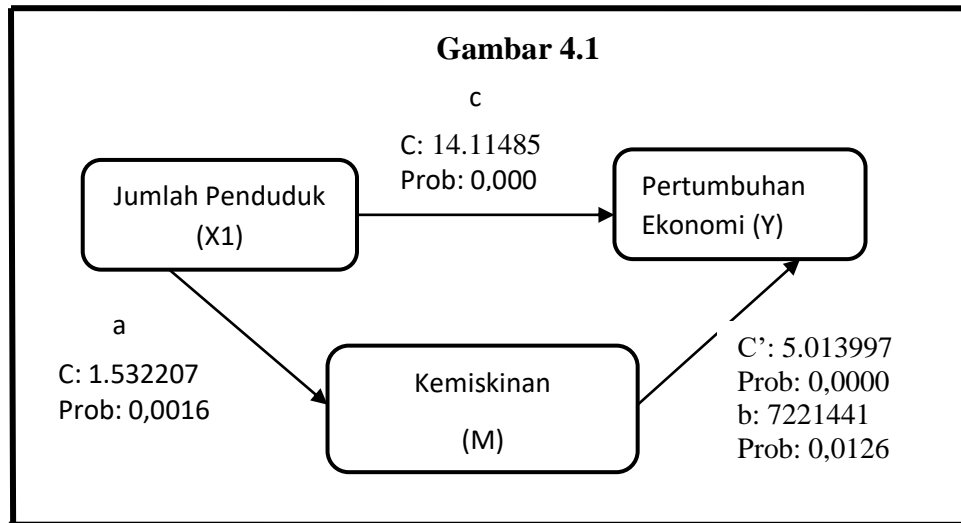 Gambar 4.1
c
C: 14.11485
Prob: 0,000
Jumlah Penduduk
(X1)
Pertumbuhan
Ekonomi (Y)
a
C: 1.532207
Prob: 0,0016
Kemiskinan
(M)
C’: 5.013997
Prob: 0,0000
b: 7221441
Prob: 0,0126